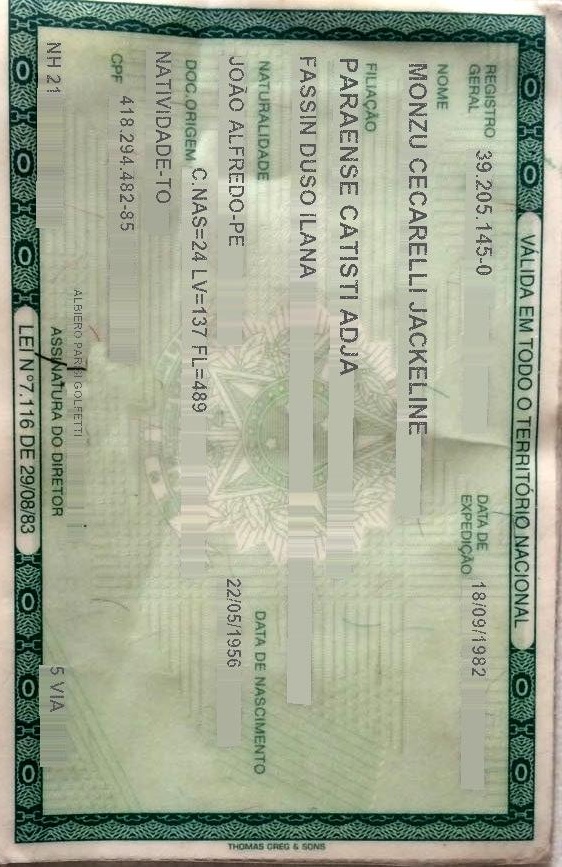 VÁLIDA EM TODO O TERRITÓRIO NACIONAL
REGISTRO GERAL 39.205.145-0 DATA DE EXPEDIÇÃO 18/09/1982
NOME
MONZU CECARELLI JACKELINE
FILIAÇÃO
PARAENSE CATISTI ADJA
FASSIN DUSO ILANA
NATURALIDADE DATA DE NASCIMENTO
JOÃO ALFREDO-PE 22/05/1956
DOC.ORIGEM C.NAS=24 LV=137 FL=489
NATIVIDADE-TO
CPF 418.294.482-85
ALBIERO PARISI GOLFETTI
NH 21 ASSINATURA DO DIRETOR 5 VIA
LEI Nº7.116 DE 29/08/83
THOMAS GREG & SONS